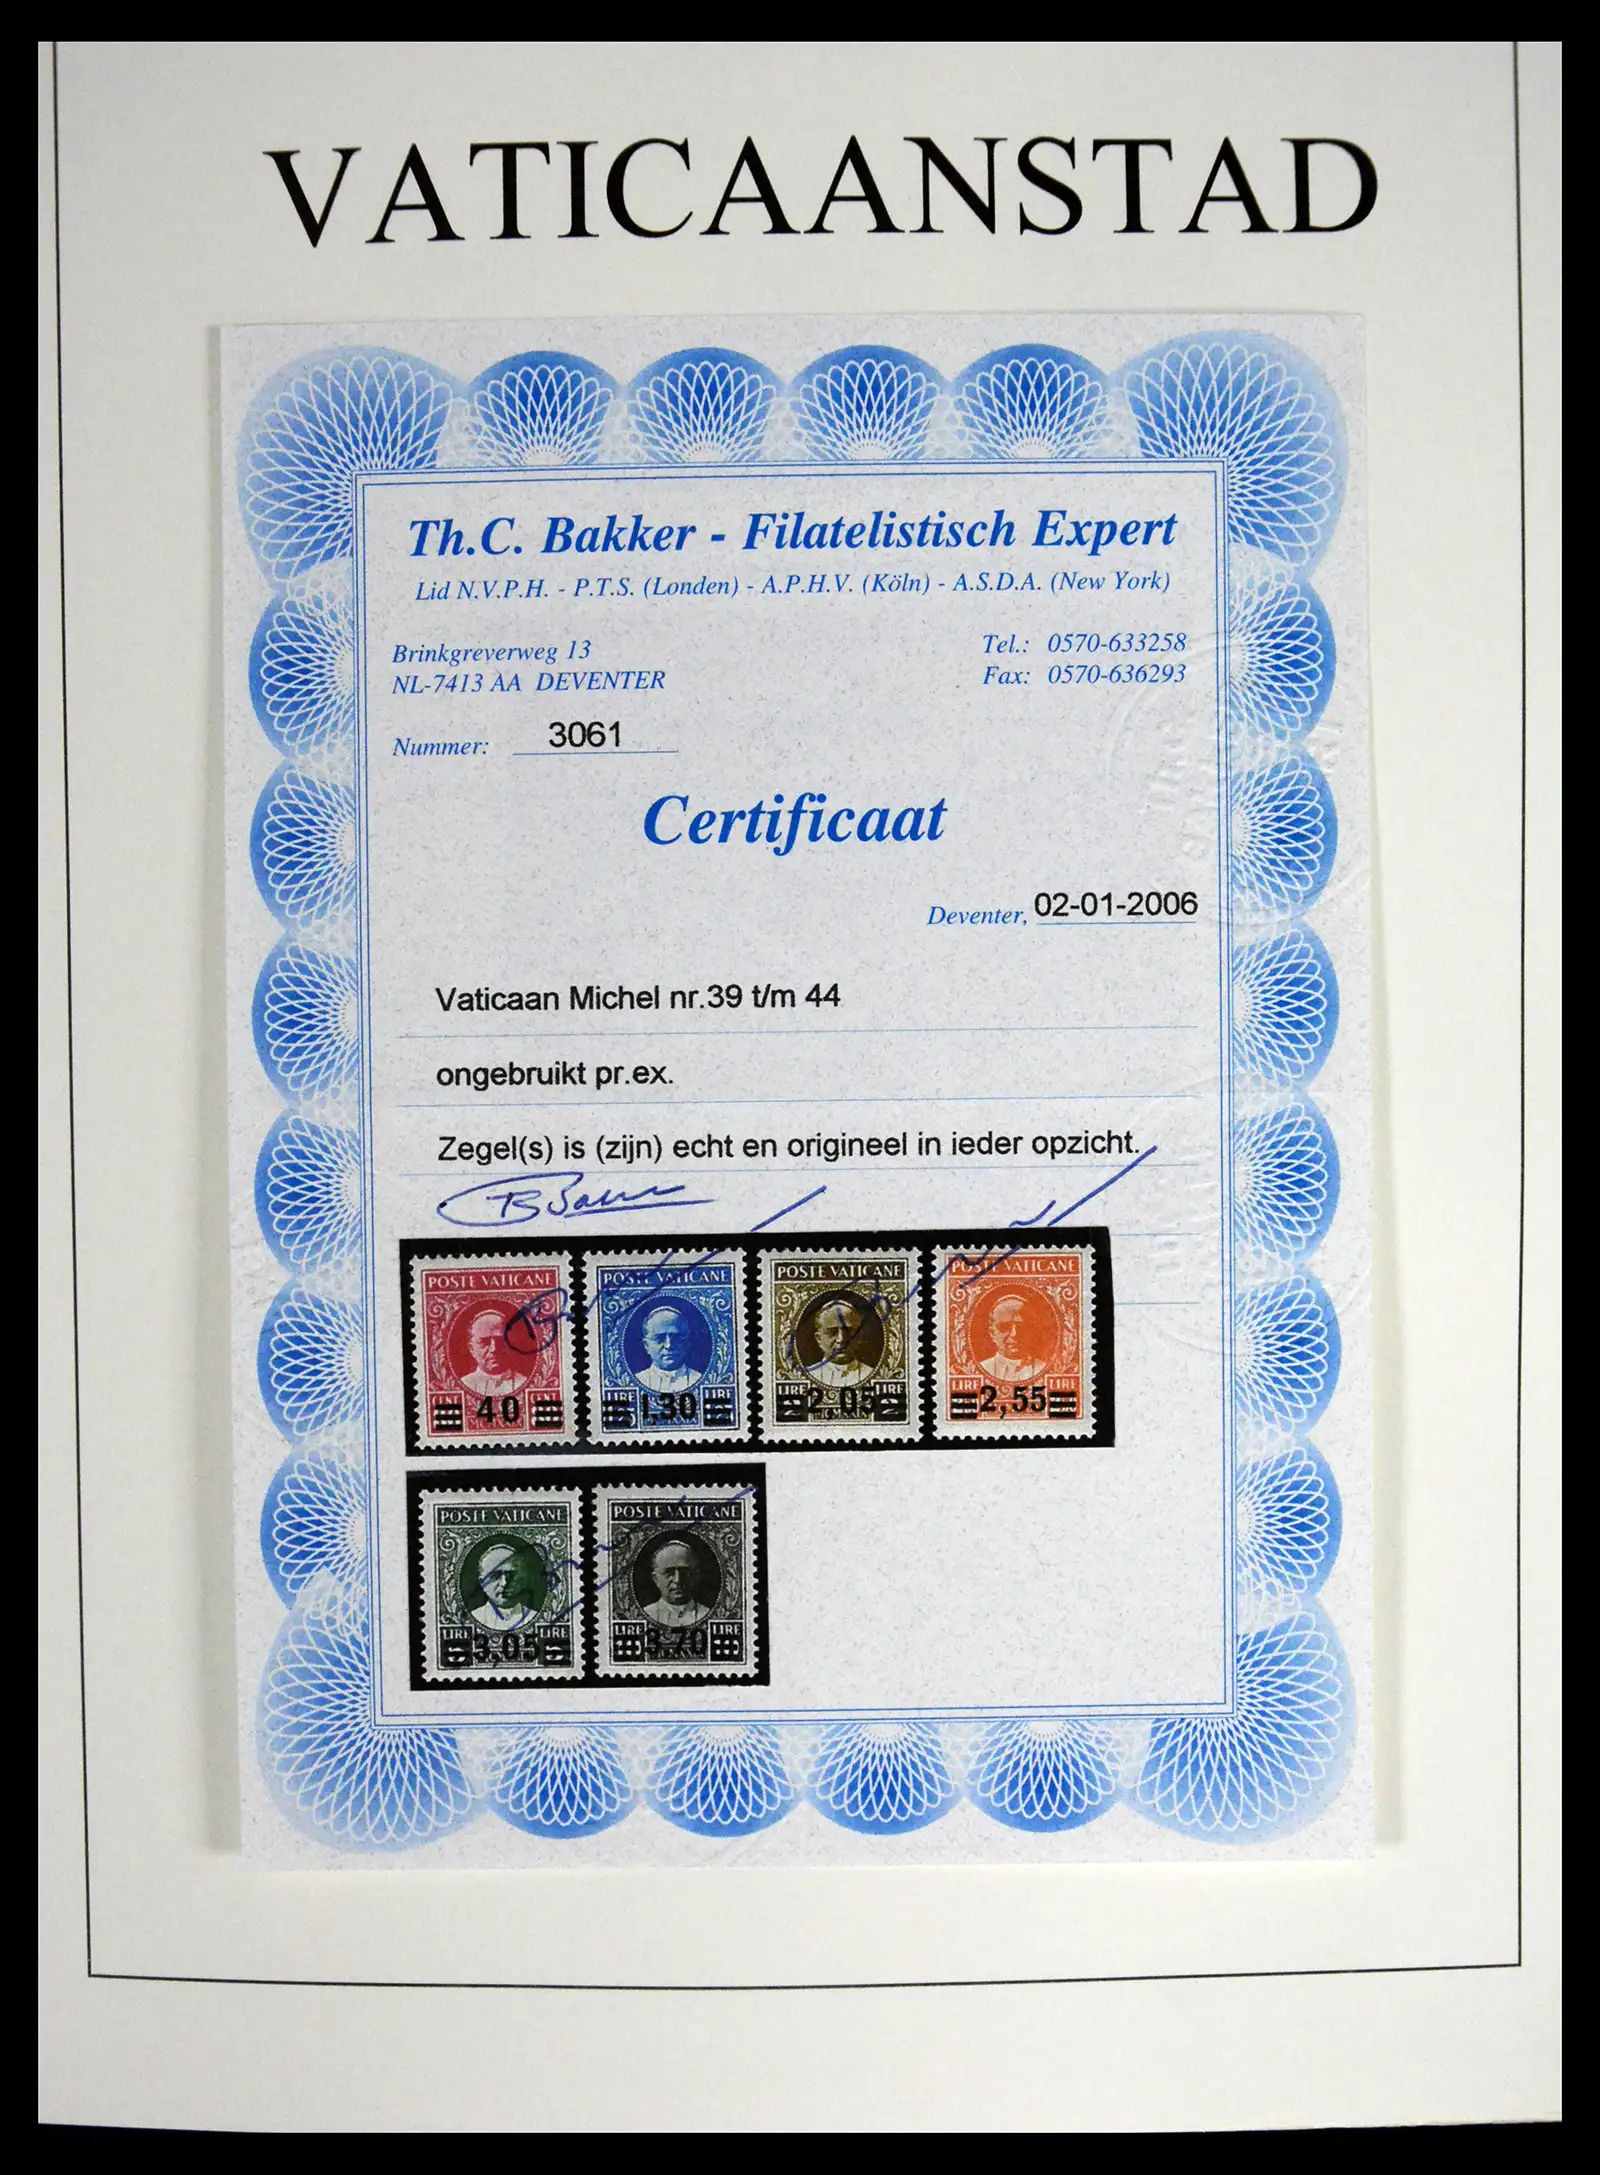 VATICAANSTAD
Th.C. Bakker - Filatelistisch Expert
Lid N.V.P.H. - P.T.S. (Londen) - A.P.H.V. (Köln) - A.S.D.A. (New York)
Brinkgreverweg 13
NL-7413 AA DEVENTER
Tel.: 0570-633258
Fax: 0570-636293
Nummer: 3061
Certificaat
Deventer, 02-01-2006
Vaticaan Michel nr.39 t/m 44
ongebruikt pr.ex.
Zegel(s) is (zijn) echt en origineel in ieder opzicht.
POSTE VATICANE
CENT CENT
40
POSTE VATICANE
LIRE LIRE
1,30
POSTE VATICANE
LIRE LIRE
2,05
POSTE VATICANE
LIRE LIRE
2,55
POSTE VATICANE
LIRE LIRE
3,05
POSTE VATICANE
LIRE LIRE
3,70